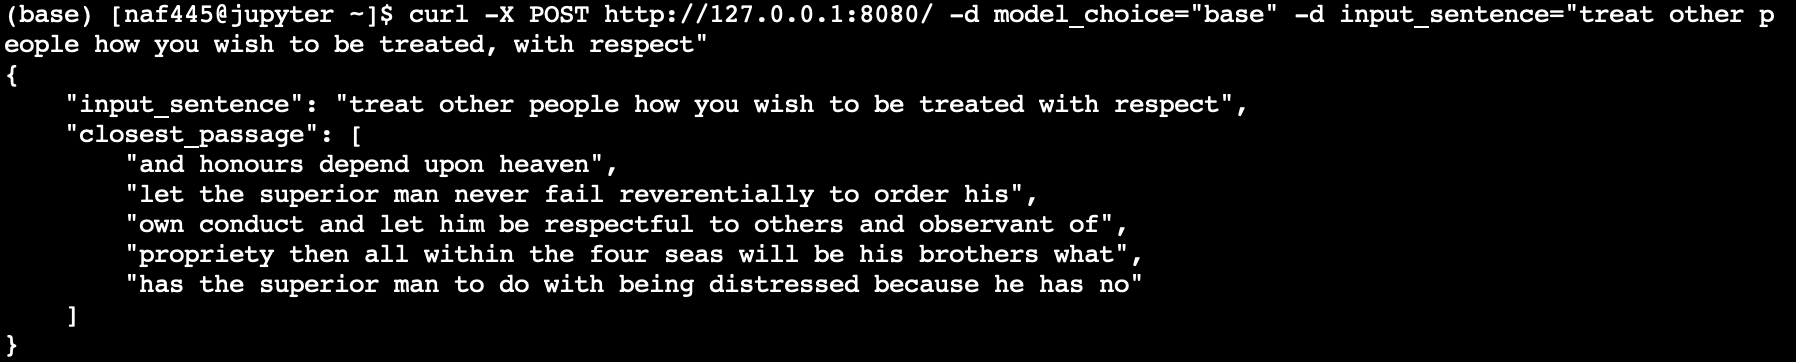 (base) [naf445@jupyter ~]$ curl -X POST http://127.0.0.1:8080/ -d model_choice="base" -d input_sentence="treat other p
eople how you wish to be treated, with respect"
{
    "input_sentence": "treat other people how you wish to be treated with respect",
    "closest_passage": [
        "and honours depend upon heaven",
        "let the superior man never fail reverentially to order his",
        "own conduct and let him be respectful to others and observant of",
        "propriety then all within the four seas will be his brothers what",
        "has the superior man to do with being distressed because he has no"
    ]
}